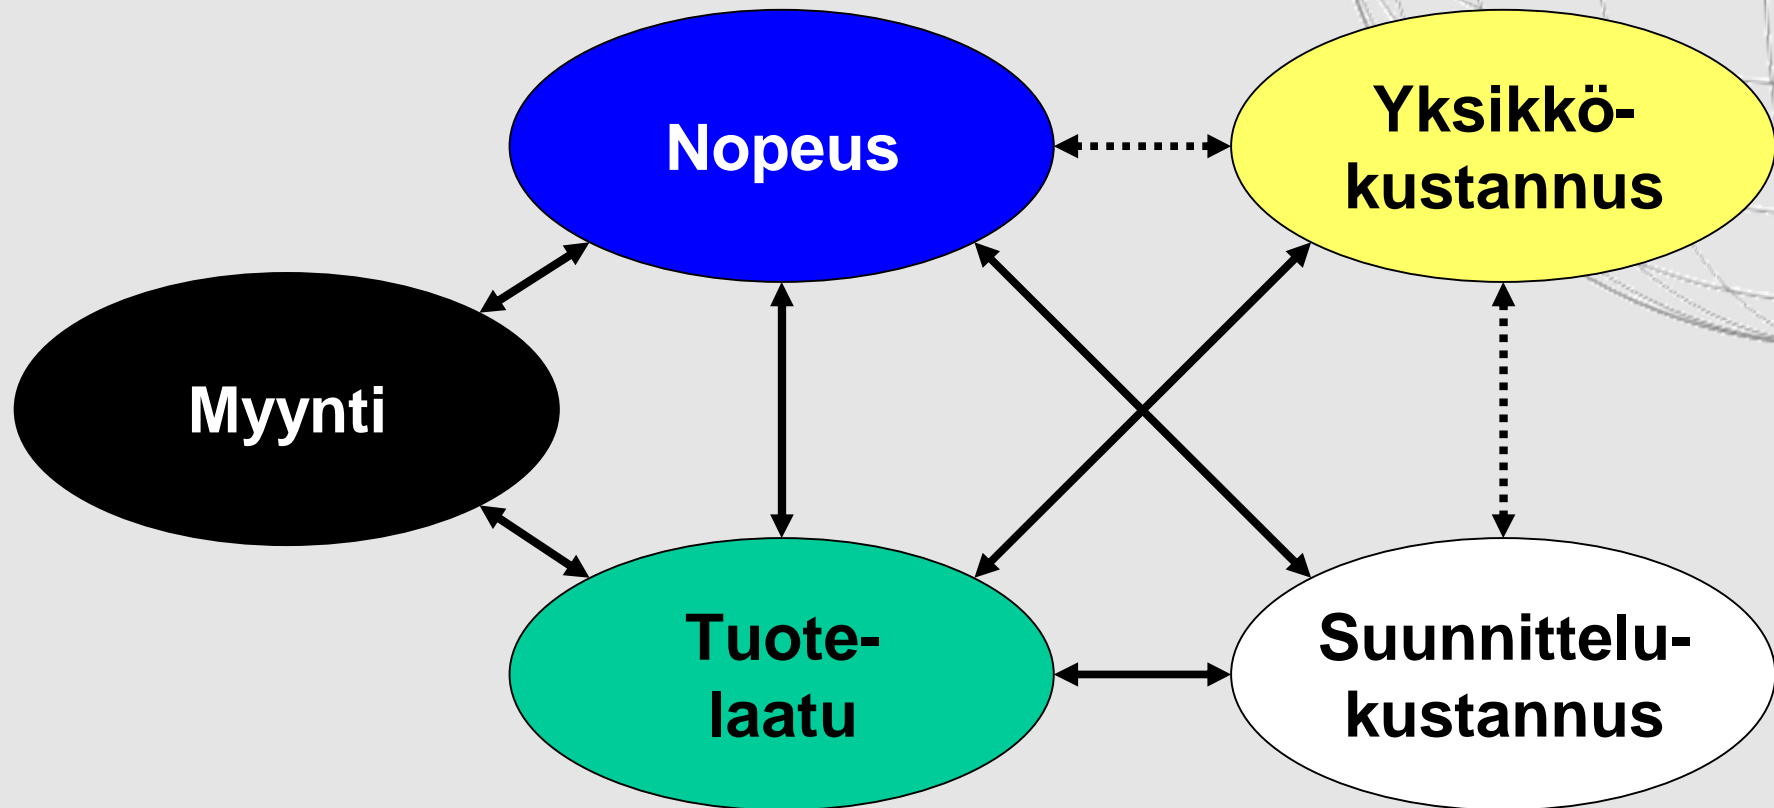 Nopeus
Yksikkö-
kustannus
Myynti
Tuote-
laatu
Suunnittelu-
kustannus